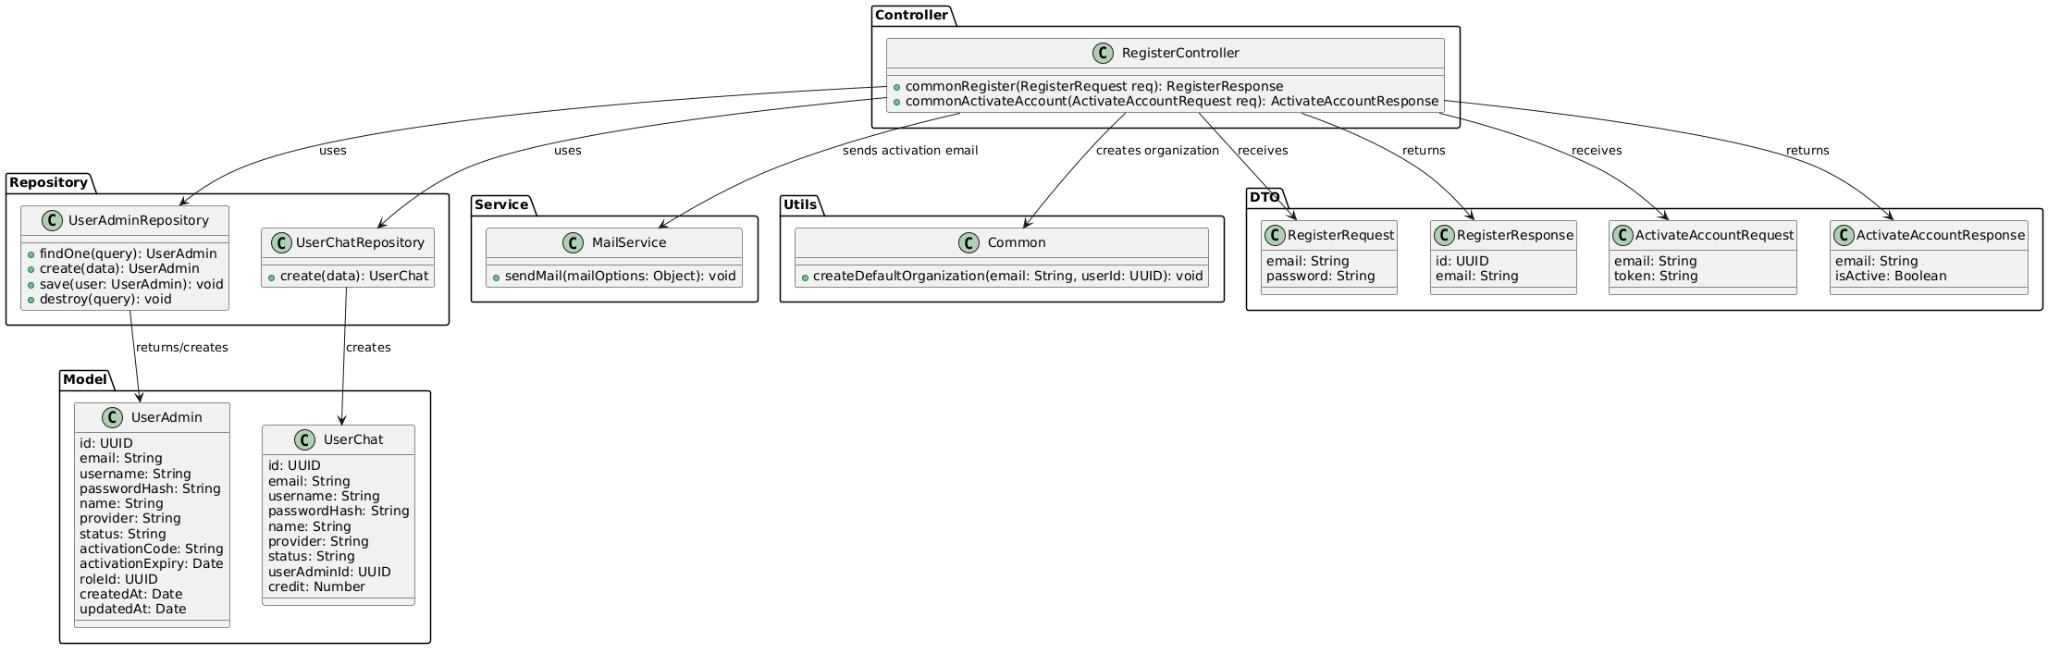 Controller
C RegisterController
commonRegister(RegisterRequest req): RegisterResponse
commonActivateAccount(ActivateAccountRequest req): ActivateAccountResponse
uses
uses
sends activation email
creates organization
receives
returns
receives
returns
Repository
C UserAdminRepository
findOne(query): UserAdmin
create(data): UserAdmin
save(user: UserAdmin): void
destroy(query): void
C UserChatRepository
create(data): UserChat
Service
C MailService
sendMail(mailOptions: Object): void
Utils
C Common
createDefaultOrganization(email: String, userId: UUID): void
DTO
C RegisterRequest
email: String
password: String
C RegisterResponse
id: UUID
email: String
C ActivateAccountRequest
email: String
token: String
C ActivateAccountResponse
email: String
isActive: Boolean
returns/creates
creates
Model
C UserAdmin
id: UUID
email: String
username: String
passwordHash: String
name: String
provider: String
status: String
activationCode: String
activationExpiry: Date
roleId: UUID
createdAt: Date
updatedAt: Date
C UserChat
id: UUID
email: String
username: String
passwordHash: String
name: String
provider: String
status: String
userAdminId: UUID
credit: Number